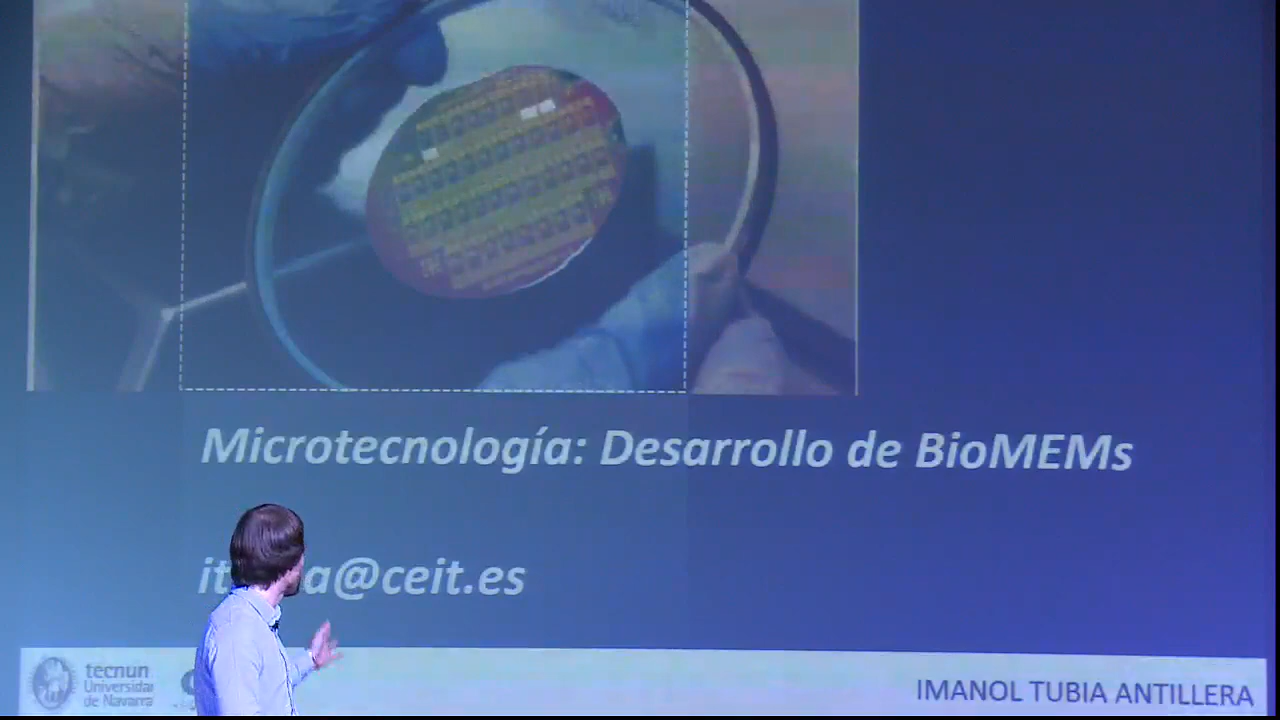 Microtecnología: Desarrollo de BioMEMs
@ceit.es
tecnun
Universidad
de Navarra
IMANOL TUBIA ANTILLERA